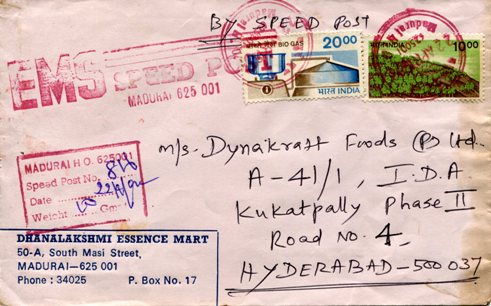 BY SPEED POST
EMS SPEED PO
MADURAI 625 001
बायो गैस BIO GAS
20.00
भारत INDIA
भारत INDIA
10.00
MADURAI H O. 625001
Speed Post No.
Date 22/4/
Weight Gm
m/s. Dynakraft Foods (P) Ltd.
A-41/1, I.D.A
Kukatpally Phase II
Road No. 4,
HYDERABAD-500 037
DHANALAKSHMI ESSENCE MART
50-A, South Masi Street,
MADURAI-625 001
Phone : 34025 P. Box No. 17